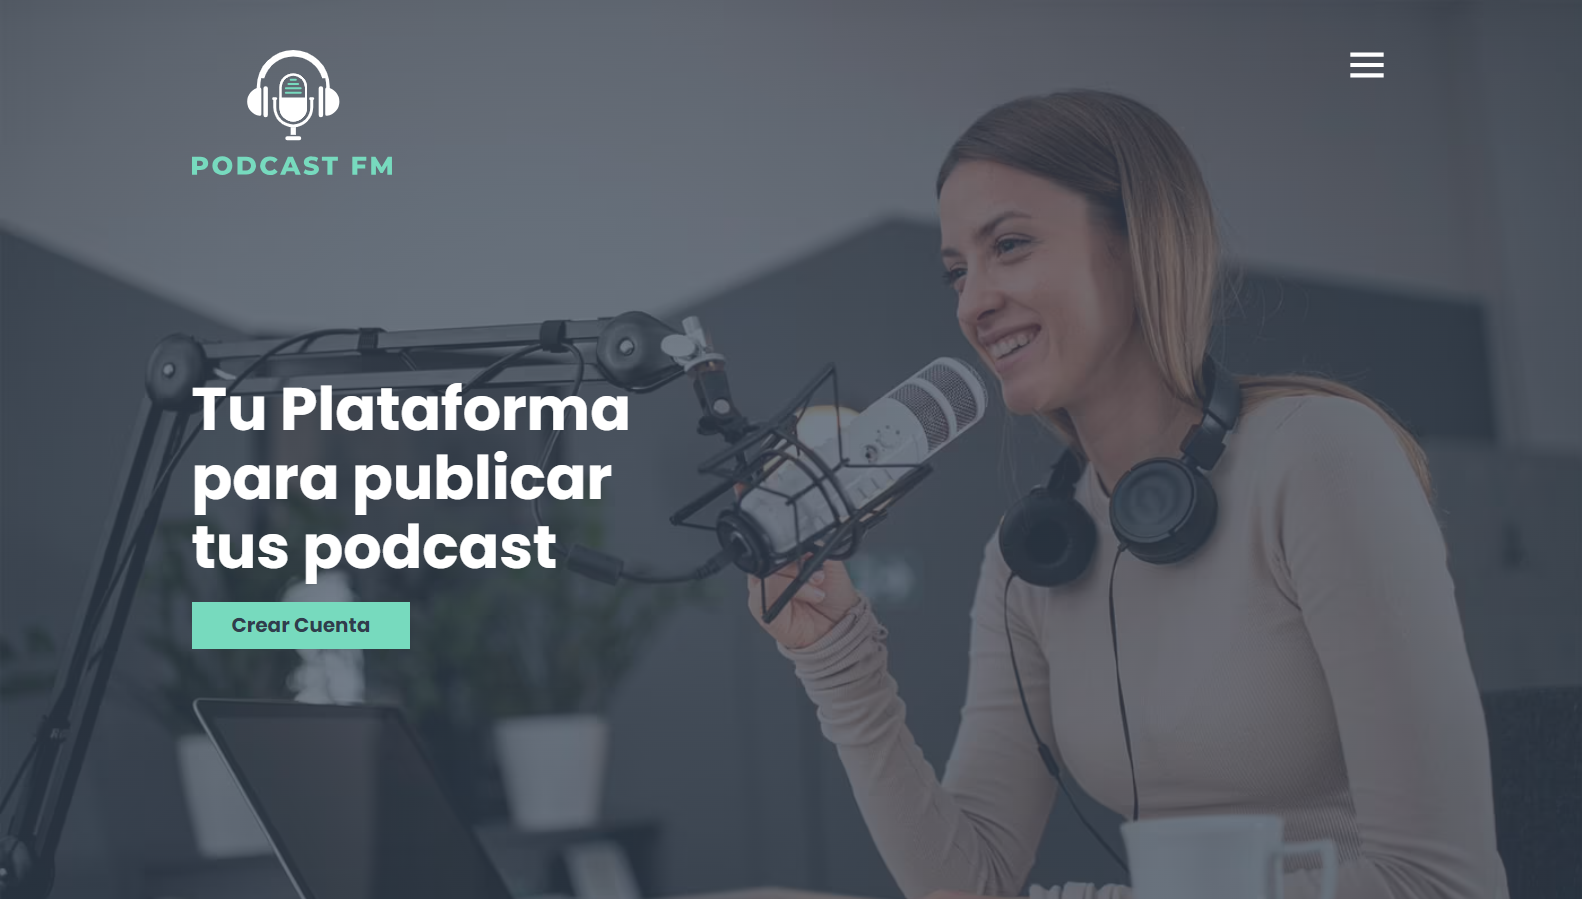 PODCAST FM
Tu Plataforma
para publicar
tus podcast
Crear Cuenta